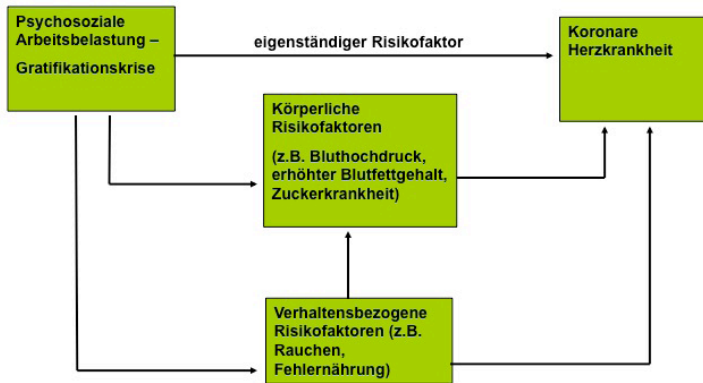 Psychosoziale
Arbeitsbelastung –
Gratifikationskrise
eigenständiger Risikofaktor
Koronare
Herzkrankheit
Körperliche
Risikofaktoren
(z.B. Bluthochdruck,
erhöhter Blutfettgehalt,
Zuckerkrankheit)
Verhaltensbezogene
Risikofaktoren (z.B.
Rauchen,
Fehlernährung)